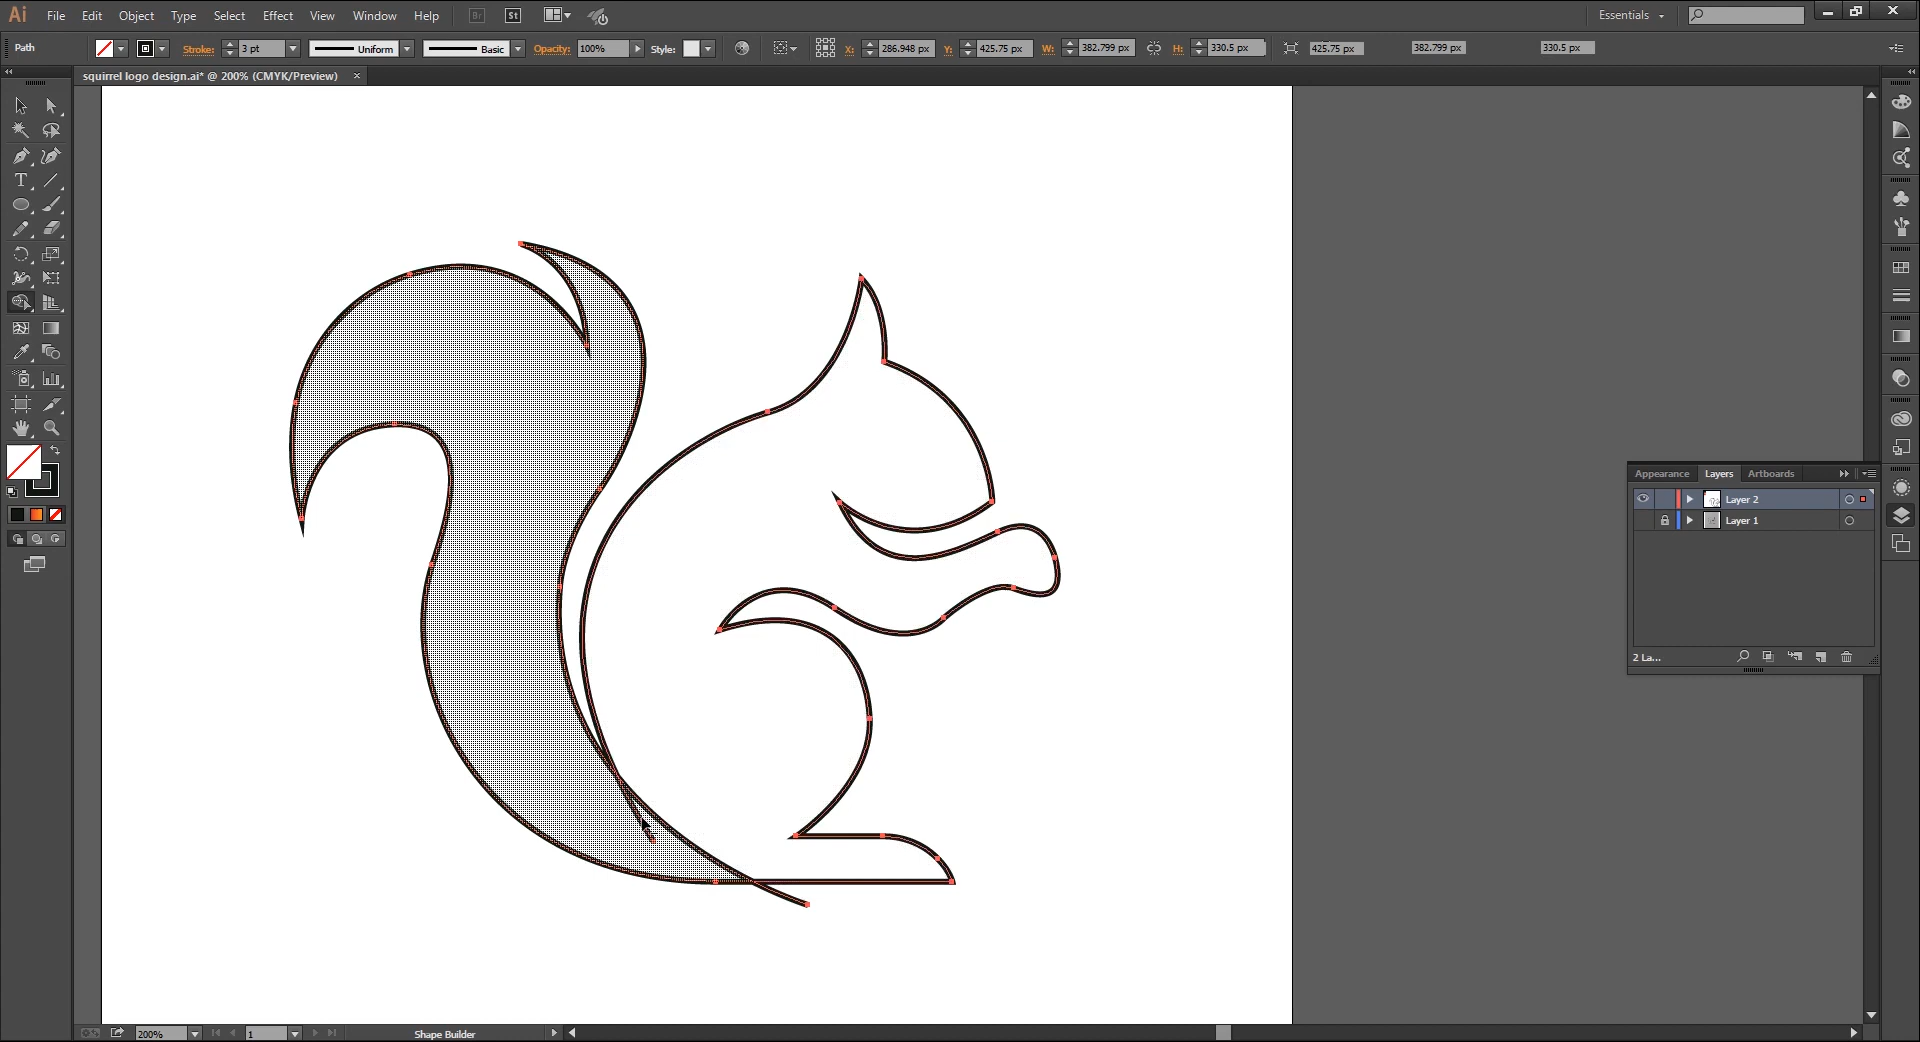 Ai File Edit Object Type Select Effect View Window Help Br St Essentials
Path Stroke: 3 pt Uniform Basic Opacity: 100% Style: X: 286.948 px Y: 425.75 px W: 382.799 px H: 330.5 px 425.75 px 382.799 px 330.5 px
squirrel logo design.ai* @ 200% (CMYK/Preview) ×
T
Appearance Layers Artboards
Layer 2
Layer 1
2 La...
200% 1 Shape Builder